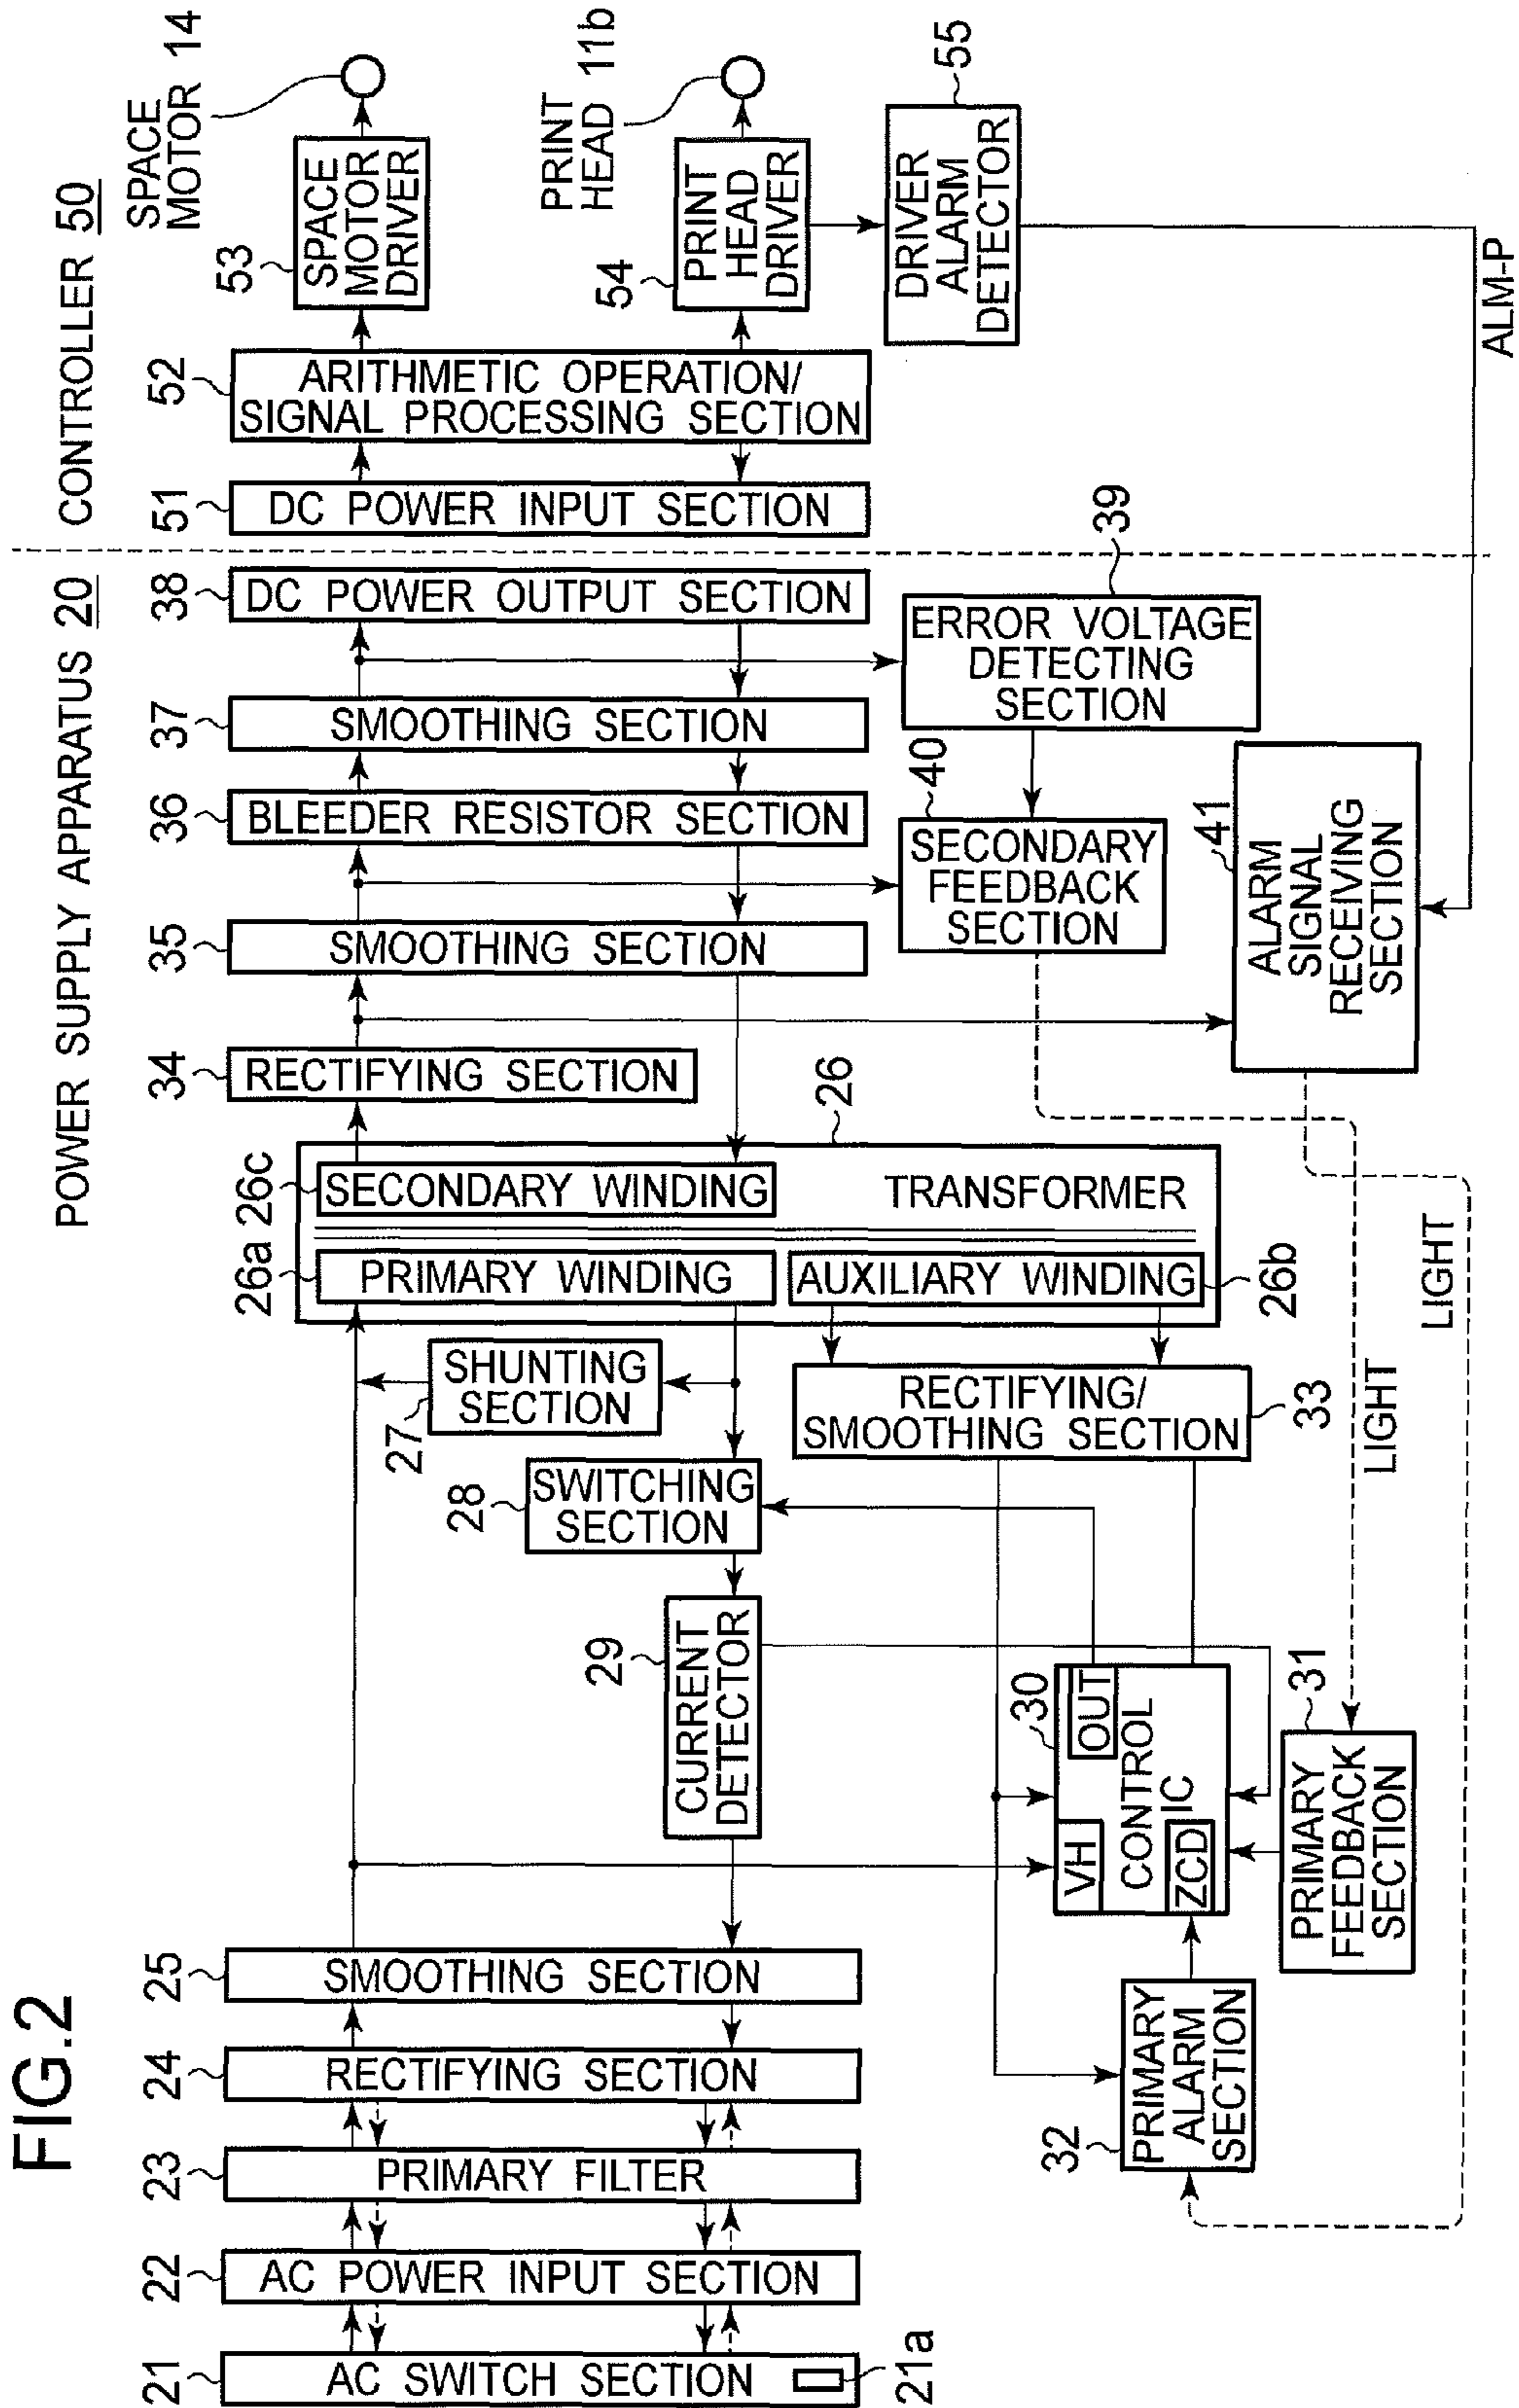 FIG.2
POWER SUPPLY APPARATUS 20
CONTROLLER 50
21
AC SWITCH SECTION
21a
22
AC POWER INPUT SECTION
23
PRIMARY FILTER
24
RECTIFYING SECTION
25
SMOOTHING SECTION
26a
PRIMARY WINDING
26c
SECONDARY WINDING
TRANSFORMER
26
AUXILIARY WINDING
26b
SHUNTING
SECTION
27
SWITCHING
SECTION
28
CURRENT
DETECTOR
29
RECTIFYING/
SMOOTHING SECTION
33
30
VH
OUT
CONTROL
IC
ZCD
PRIMARY
FEEDBACK
SECTION
31
PRIMARY
ALARM
SECTION
32
LIGHT
LIGHT
34
RECTIFYING SECTION
35
SMOOTHING SECTION
36
BLEEDER RESISTOR SECTION
37
SMOOTHING SECTION
38
DC POWER OUTPUT SECTION
ERROR VOLTAGE
DETECTING
SECTION
39
40
SECONDARY
FEEDBACK
SECTION
41
ALARM
SIGNAL
RECEIVING
SECTION
51
DC POWER INPUT SECTION
52
ARITHMETIC OPERATION/
SIGNAL PROCESSING SECTION
53
SPACE
MOTOR
DRIVER
SPACE
MOTOR 14
54
PRINT
HEAD
DRIVER
PRINT
HEAD 11b
DRIVER
ALARM
DETECTOR
55
ALM-P